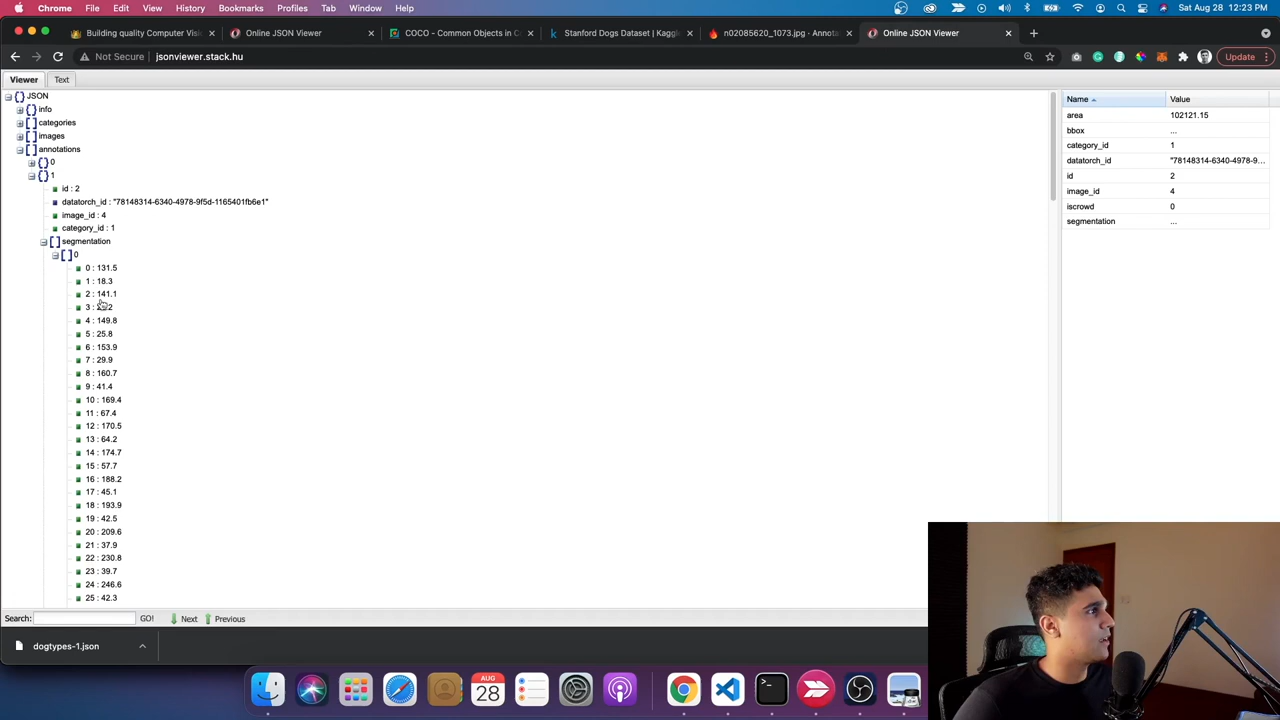 Chrome File Edit View History Bookmarks Profiles Tab Window Help Sat Aug 28 12:23 PM
Building quality Computer Visi Online JSON Viewer COCO - Common Objects in C Stanford Dogs Dataset | Kaggl n02085620_1073.jpg - Annota Online JSON Viewer
Not Secure jsonviewer.stack.hu Update
Viewer Text
JSON
info
categories
images
annotations
0
1
id : 2
datatorch_id : "78148314-6340-4978-9f5d-1165401fb6e1"
image_id : 4
category_id : 1
segmentation
0
0 : 131.5
1 : 18.3
2 : 141.1
3 :
4 : 149.8
5 : 25.8
6 : 153.9
7 : 29.9
8 : 160.7
9 : 41.4
10 : 169.4
11 : 67.4
12 : 170.5
13 : 64.2
14 : 174.7
15 : 57.7
16 : 188.2
17 : 45.1
18 : 193.9
19 : 42.5
20 : 209.6
21 : 37.9
22 : 230.8
23 : 39.7
24 : 246.6
25 : 42.3
Name Value
area 102121.15
bbox ...
category_id 1
datatorch_id "78148314-6340-4978-9...
id 2
image_id 4
iscrowd 0
segmentation ...
Search: GO! Next Previous
dogtypes-1.json
AUG
28